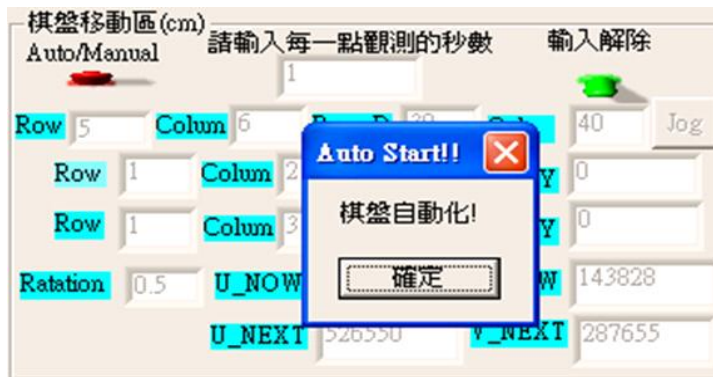 棋盤移動區(cm)
Auto/Manual 請輸入每一點觀測的秒數 輸入解除
1
Row 5 Colum 6 40 Jog
Auto Start!!
Row 1 Colum 2 Y 0
棋盤自動化!
Row 1 Colum 3 Y 0
確定
Ratation 0.5 U_NOW W 143828
U_NEXT 526550 V_NEXT 287655